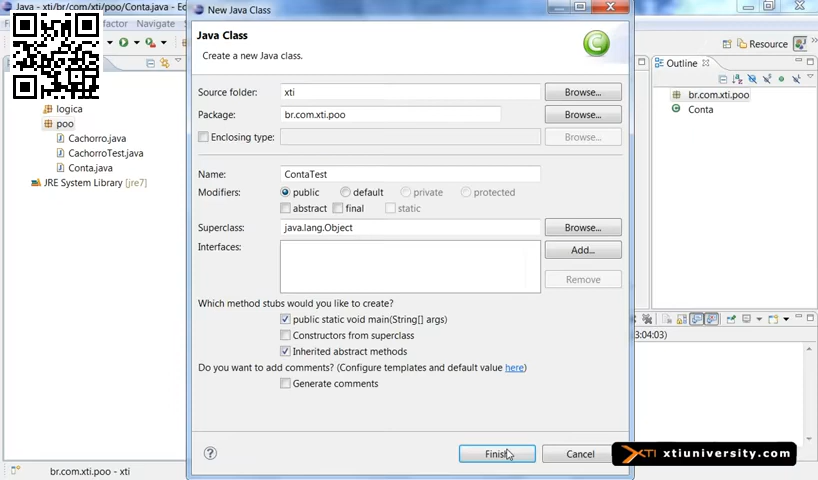 Java - xti/br/com/xti/poo/Conta.java - Ec
New Java Class
factor Navigate
Java Class
Create a new Java class.
Resource
Outline
br.com.xti.poo
Conta
logica
poo
Cachorro.java
CachorroTest.java
Conta.java
JRE System Library [jre7]
Source folder: xti Browse...
Package: br.com.xti.poo Browse...
Enclosing type: Browse...
Name: ContaTest
Modifiers: public default private protected
abstract final static
Superclass: java.lang.Object Browse...
Interfaces: Add...
Remove
Which method stubs would you like to create?
public static void main(String[] args)
Constructors from superclass
Inherited abstract methods
Do you want to add comments? (Configure templates and default value here)
Generate comments
3:04:03)
Finish Cancel
XTI xtiuniversity.com
br.com.xti.poo - xti